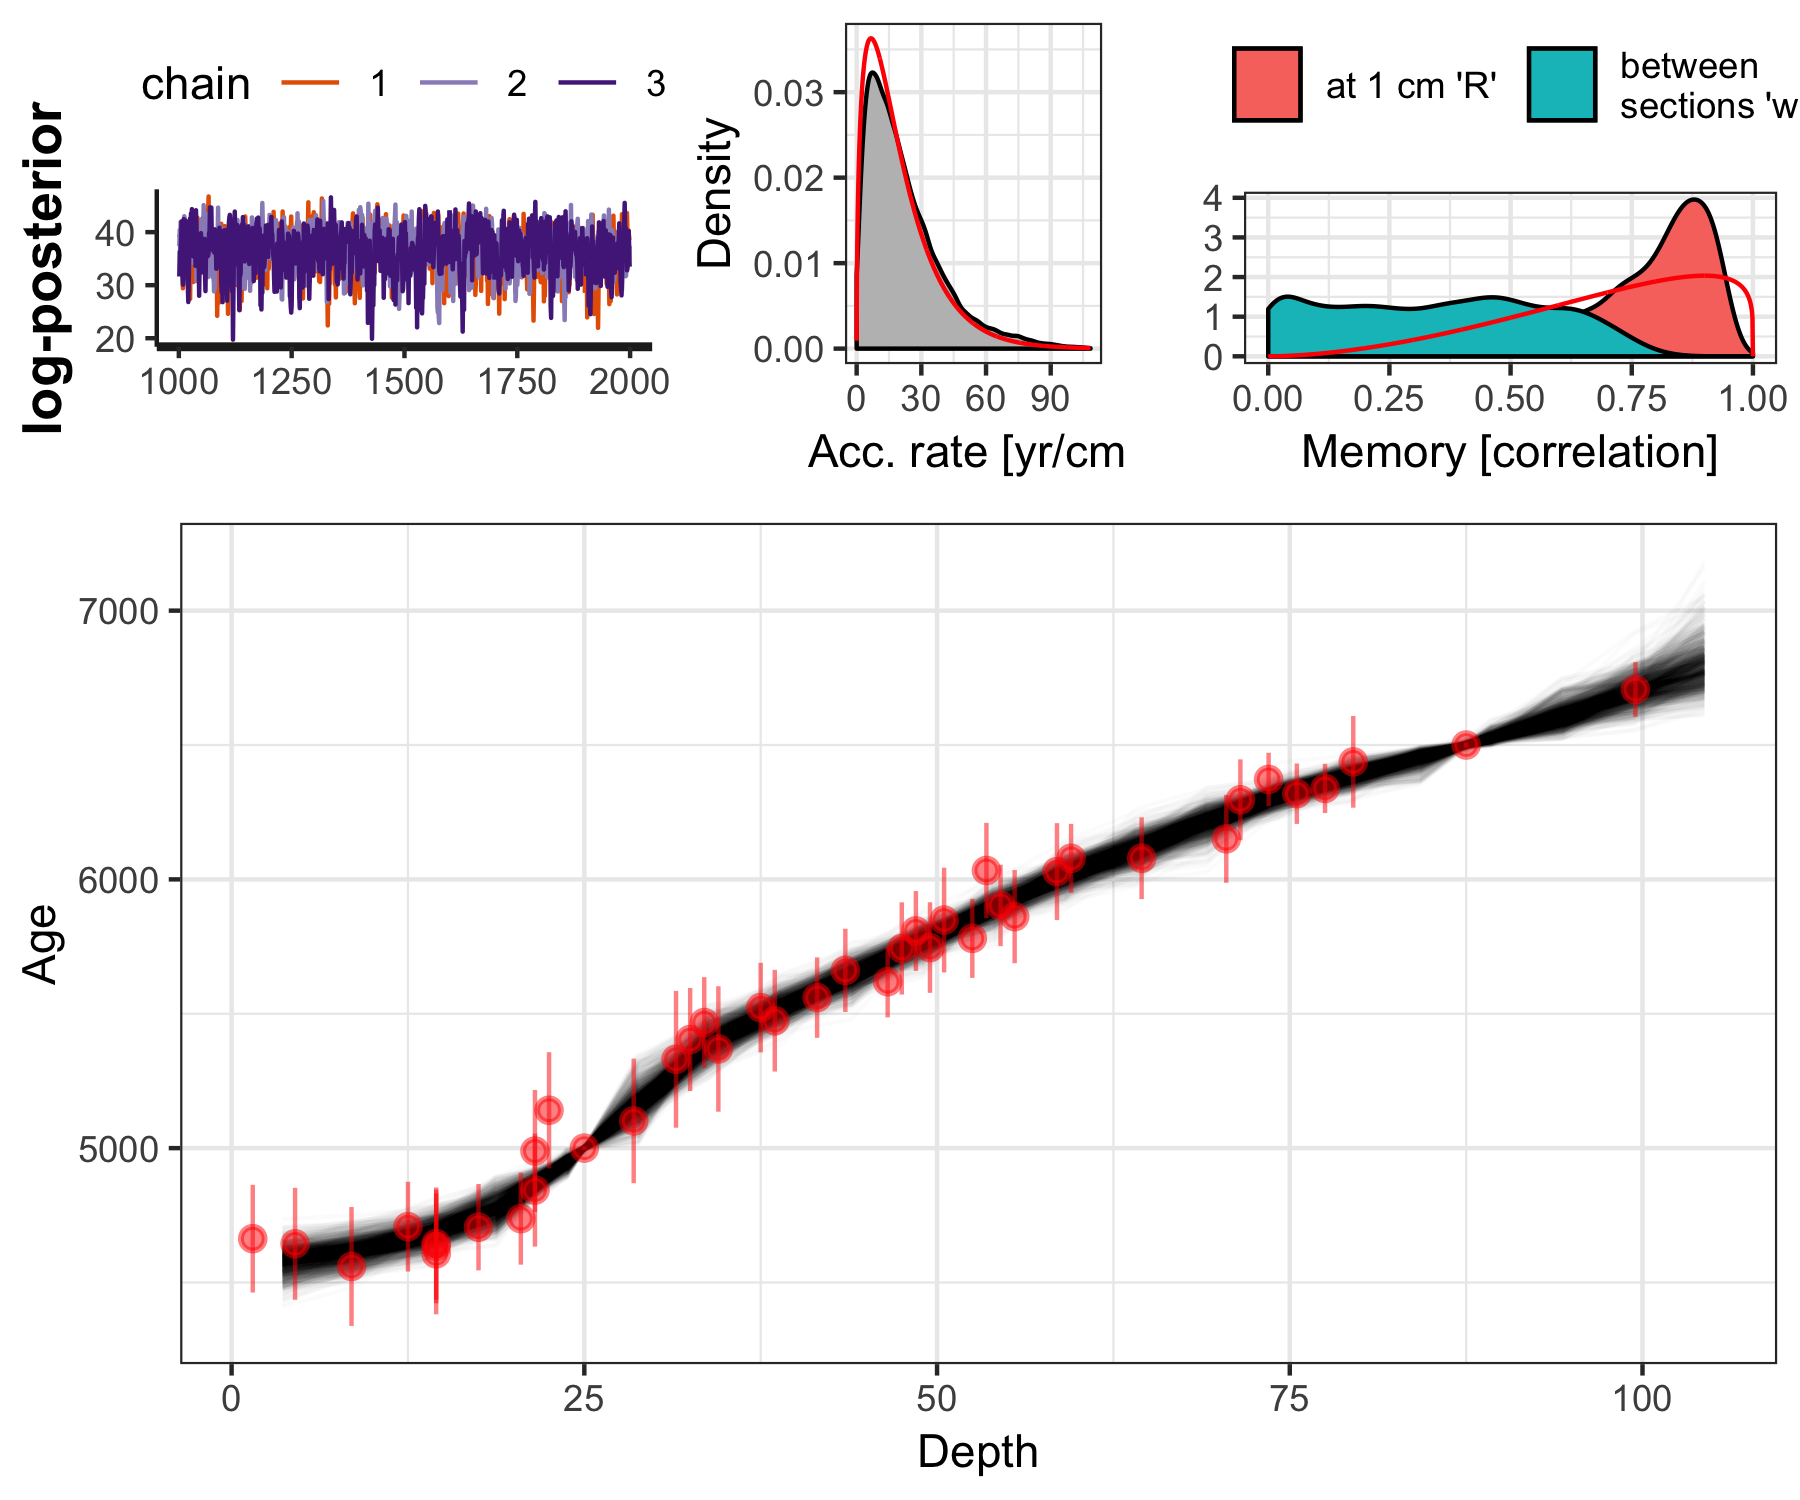 chain 1 2 3
log-posterior
40
30
20
1000 1250 1500 1750 2000
Density
0.03
0.02
0.01
0.00
0 30 60 90
Acc. rate [yr/cm
at 1 cm 'R'
between
sections 'w
4
3
2
1
0
0.00 0.25 0.50 0.75 1.00
Memory [correlation]
Age
7000
6000
5000
0 25 50 75 100
Depth